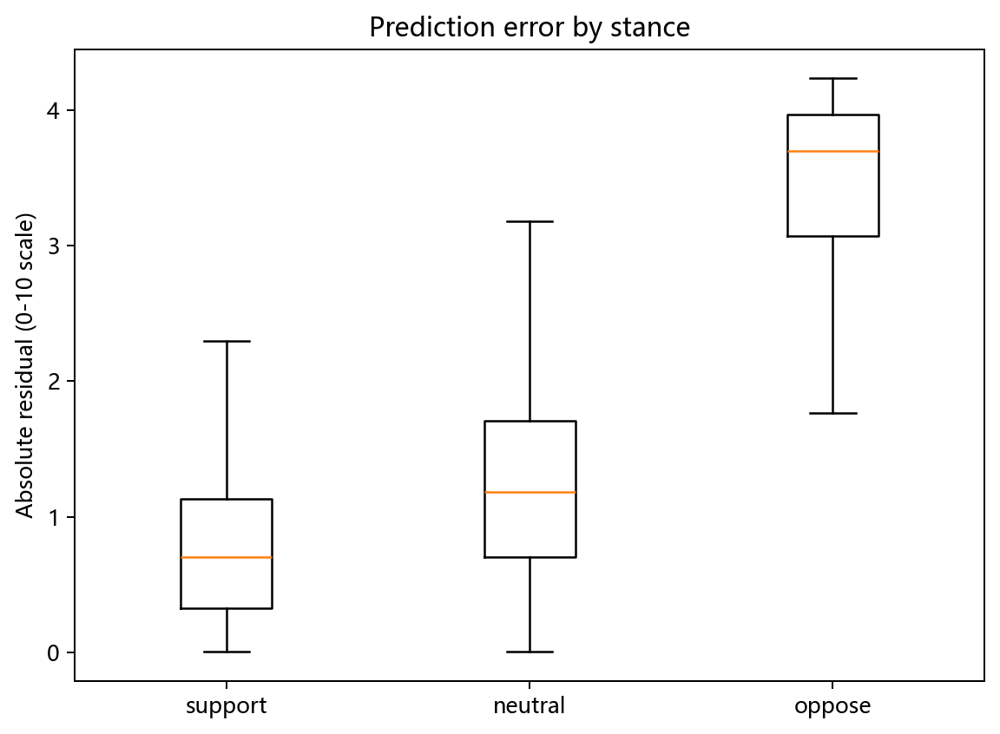 Prediction error by stance
Absolute residual (0-10 scale)
4
3
2
1
0
support
neutral
oppose